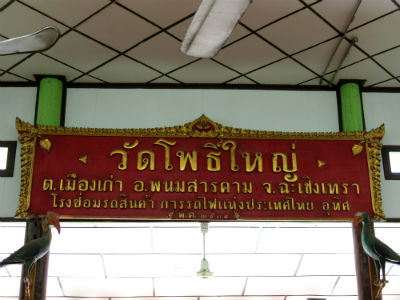 วัดโพธิ์ใหญ่
ต.เมืองเก่า อ.พนมสารคาม จ.ฉะเชิงเทรา
โรงซ่อมรถสินค้า การรถไฟแห่งประเทศไทย อุทิศ
พ.ศ.